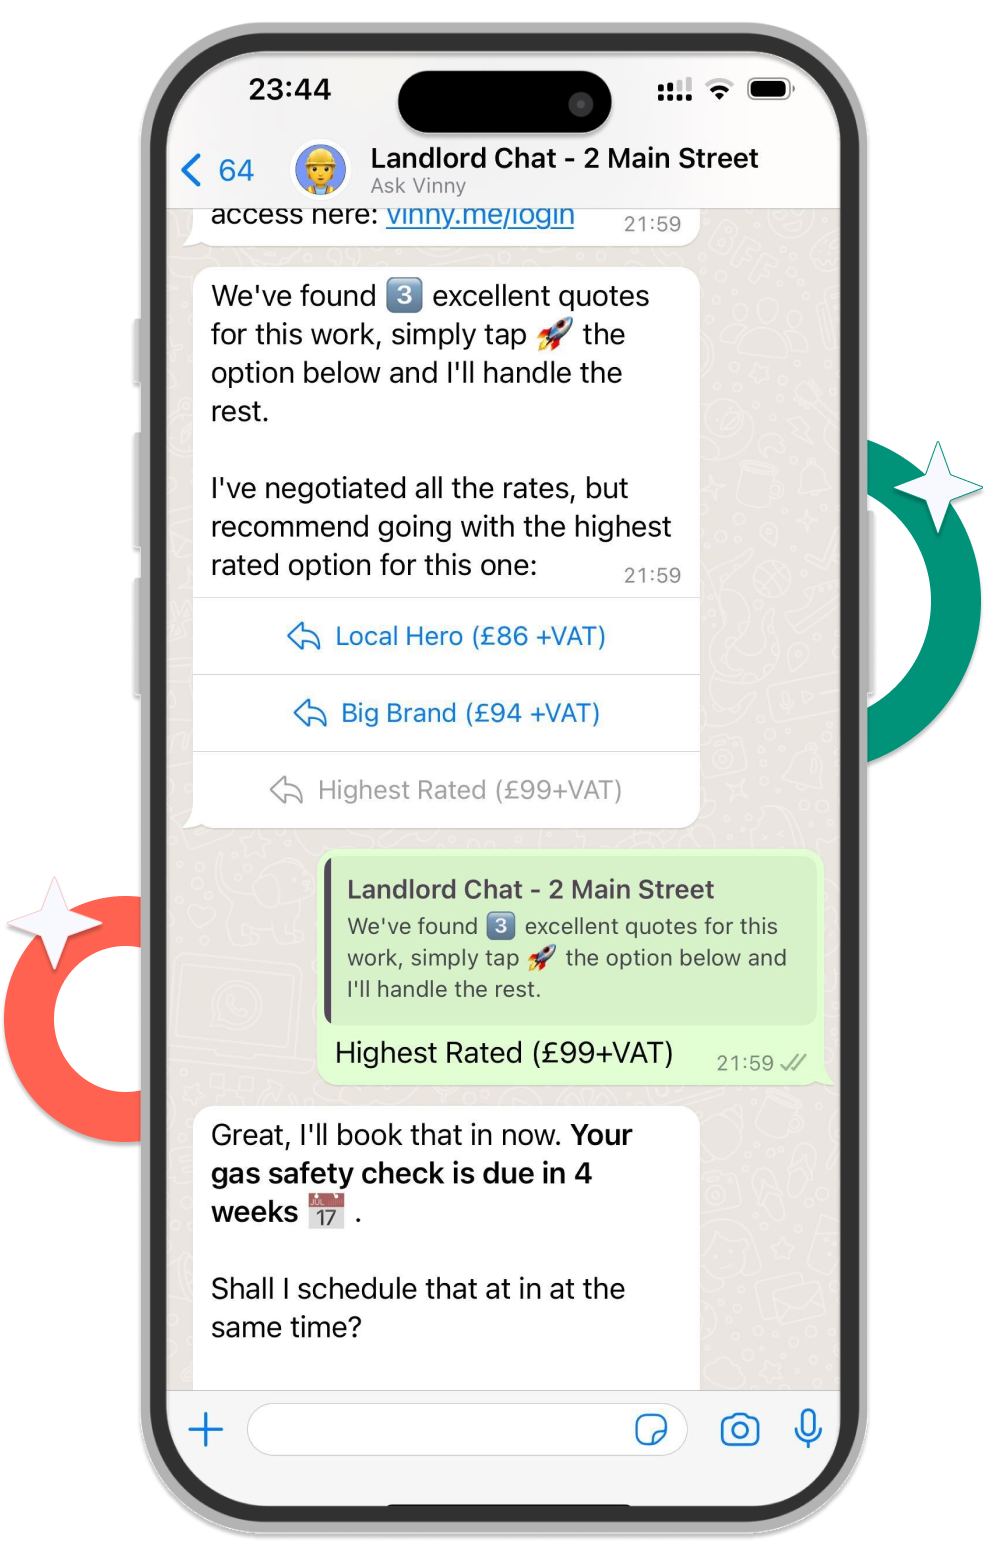 23:44
64
Landlord Chat - 2 Main Street
Ask Vinny
access here: vinny.me/login
21:59
We've found 3️⃣ excellent quotes
for this work, simply tap 🚀 the
option below and I'll handle the
rest.
I've negotiated all the rates, but
recommend going with the highest
rated option for this one:
21:59
Local Hero (£86 +VAT)
Big Brand (£94 +VAT)
Highest Rated (£99+VAT)
Landlord Chat - 2 Main Street
We've found 3️⃣ excellent quotes for this
work, simply tap 🚀 the option below and
I'll handle the rest.
Highest Rated (£99+VAT)
21:59
Great, I'll book that in now. Your
gas safety check is due in 4
weeks 📅 .
Shall I schedule that at in at the
same time?